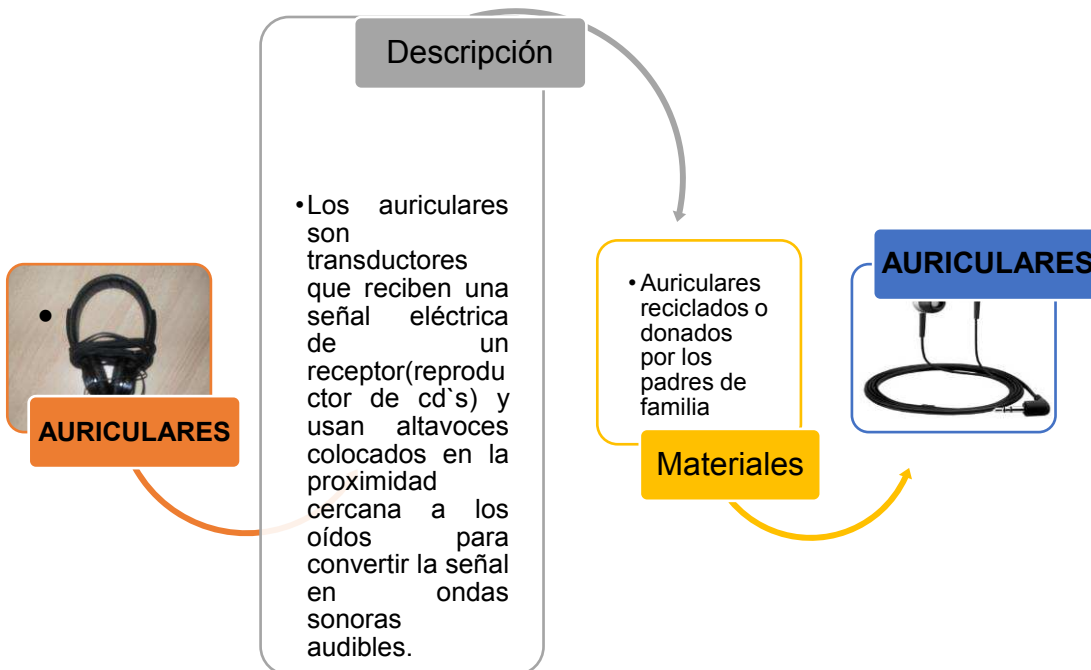 AURICULARES
Descripción
•Los auriculares
son
transductores
que reciben una
señal eléctrica
de un
receptor(reprodu
ctor de cd`s) y
usan altavoces
colocados en la
proximidad
cercana a los
oídos para
convertir la señal
en ondas
sonoras
audibles.
• Auriculares
reciclados o
donados
por los
padres de
familia
Materiales
AURICULARES